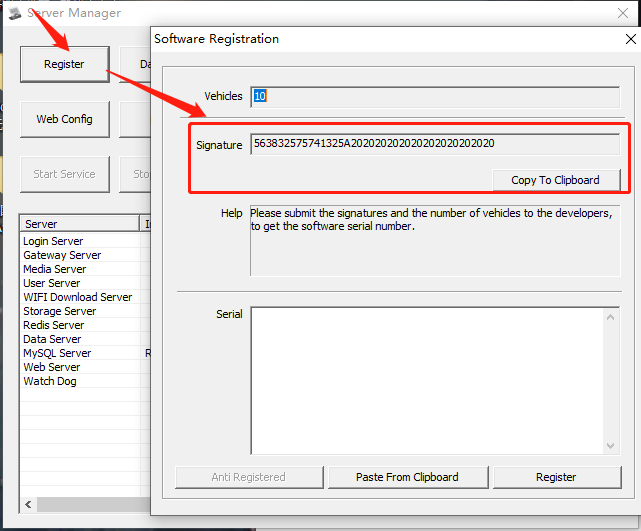 Server Manager
Software Registration
Register
Da
Vehicles
10
Web Config
Signature
563832575741325A20202020202020202020202020
Copy To Clipboard
Start Service
Sto
Help
Please submit the signatures and the number of vehicles to the developers,
to get the software serial number.
Server
In
Login Server
Gateway Server
Media Server
User Server
WIFI Download Server
Storage Server
Redis Server
Data Server
MySQL Server
R
Web Server
Watch Dog
Serial
Anti Registered
Paste From Clipboard
Register